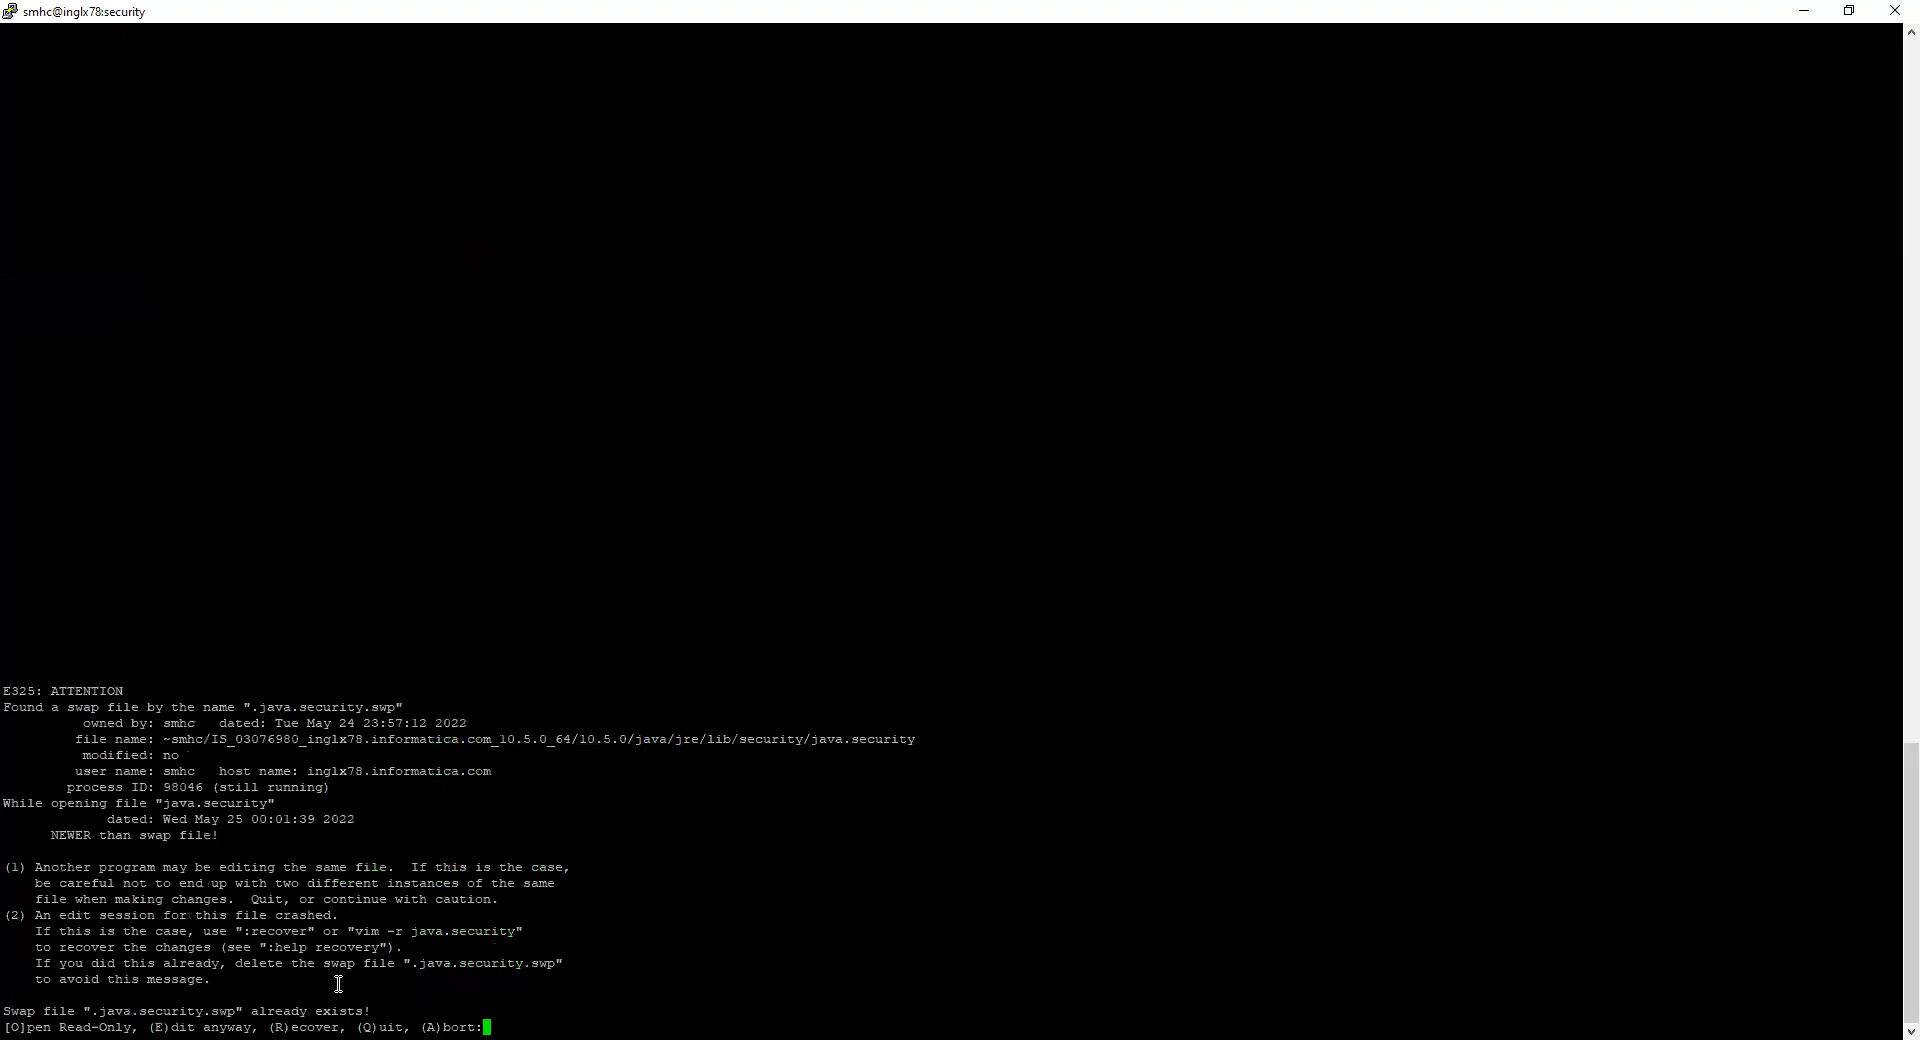 smhc@inglx78:security
E325: ATTENTION
Found a swap file by the name ".java.security.swp"
owned by: smhc   dated: Tue May 24 23:57:12 2022
file name: ~smhc/IS_03076980_inglx78.informatica.com_10.5.0_64/10.5.0/java/jre/lib/security/java.security
modified: no
user name: smhc   host name: inglx78.informatica.com
process ID: 98046 (still running)
While opening file "java.security"
dated: Wed May 25 00:01:39 2022
NEWER than swap file!
(1) Another program may be editing the same file.  If this is the case,
be careful not to end up with two different instances of the same
file when making changes.  Quit, or continue with caution.
(2) An edit session for this file crashed.
If this is the case, use ":recover" or "vim -r java.security"
to recover the changes (see ":help recovery").
If you did this already, delete the swap file ".java.security.swp"
to avoid this message.
Swap file ".java.security.swp" already exists!
[O]pen Read-Only, (E)dit anyway, (R)ecover, (Q)uit, (A)bort: